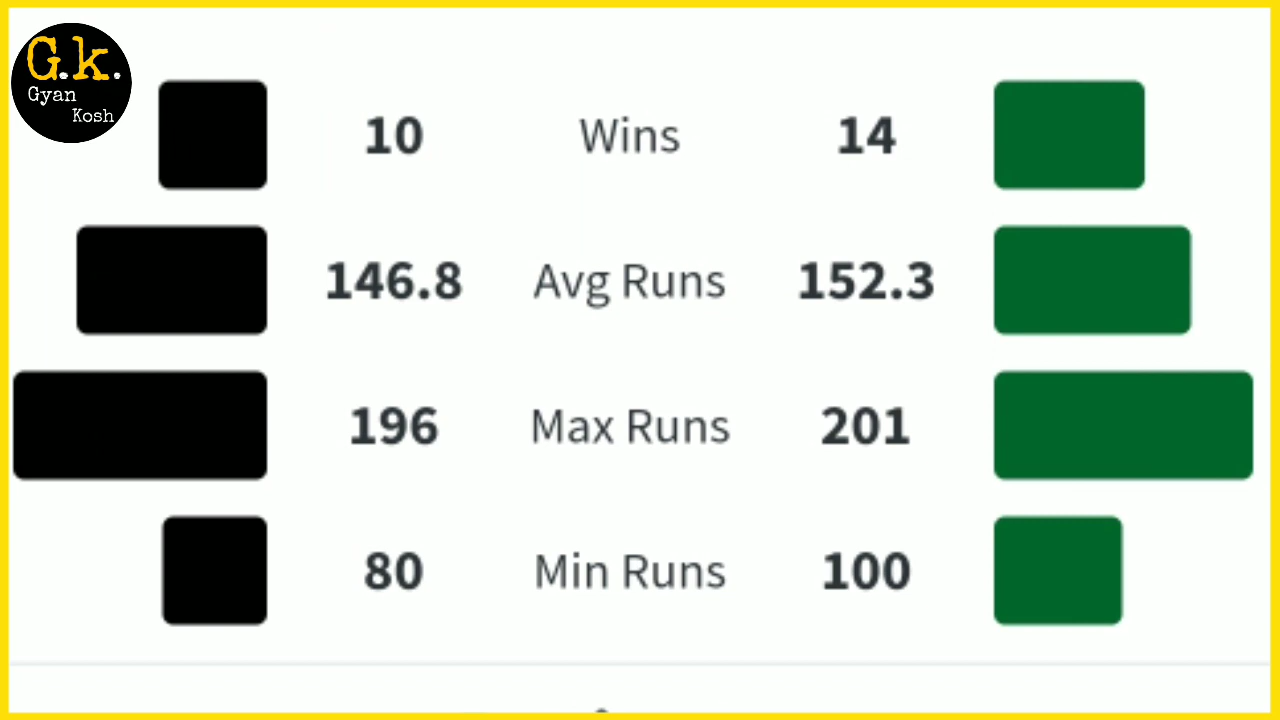 G.k.
Gyan
Kosh
10 Wins 14
146.8 Avg Runs 152.3
196 Max Runs 201
80 Min Runs 100